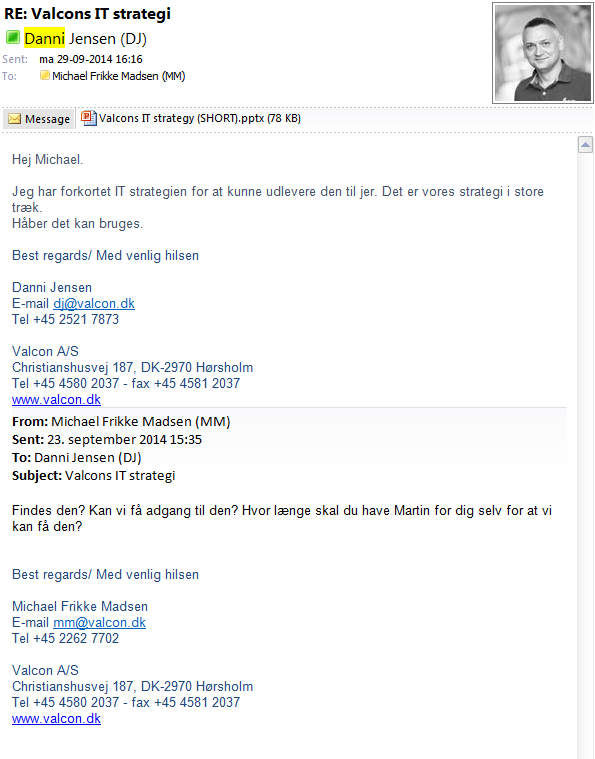 RE: Valcons IT strategi
Danni Jensen (DJ)
Sent: ma 29-09-2014 16:16
To: Michael Frikke Madsen (MM)
Message Valcons IT strategy (SHORT).pptx (78 KB)
Hej Michael.
Jeg har forkortet IT strategien for at kunne udlevere den til jer. Det er vores strategi i store
træk.
Håber det kan bruges.
Best regards/ Med venlig hilsen
Danni Jensen
E-mail dj@valcon.dk
Tel +45 2521 7873
Valcon A/S
Christianshusvej 187, DK-2970 Hørsholm
Tel +45 4580 2037 - fax +45 4581 2037
www.valcon.dk
From: Michael Frikke Madsen (MM)
Sent: 23. september 2014 15:35
To: Danni Jensen (DJ)
Subject: Valcons IT strategi
Findes den? Kan vi få adgang til den? Hvor længe skal du have Martin for dig selv for at vi
kan få den?
Best regards/ Med venlig hilsen
Michael Frikke Madsen
E-mail mm@valcon.dk
Tel +45 2262 7702
Valcon A/S
Christianshusvej 187, DK-2970 Hørsholm
Tel +45 4580 2037 - fax +45 4581 2037
www.valcon.dk